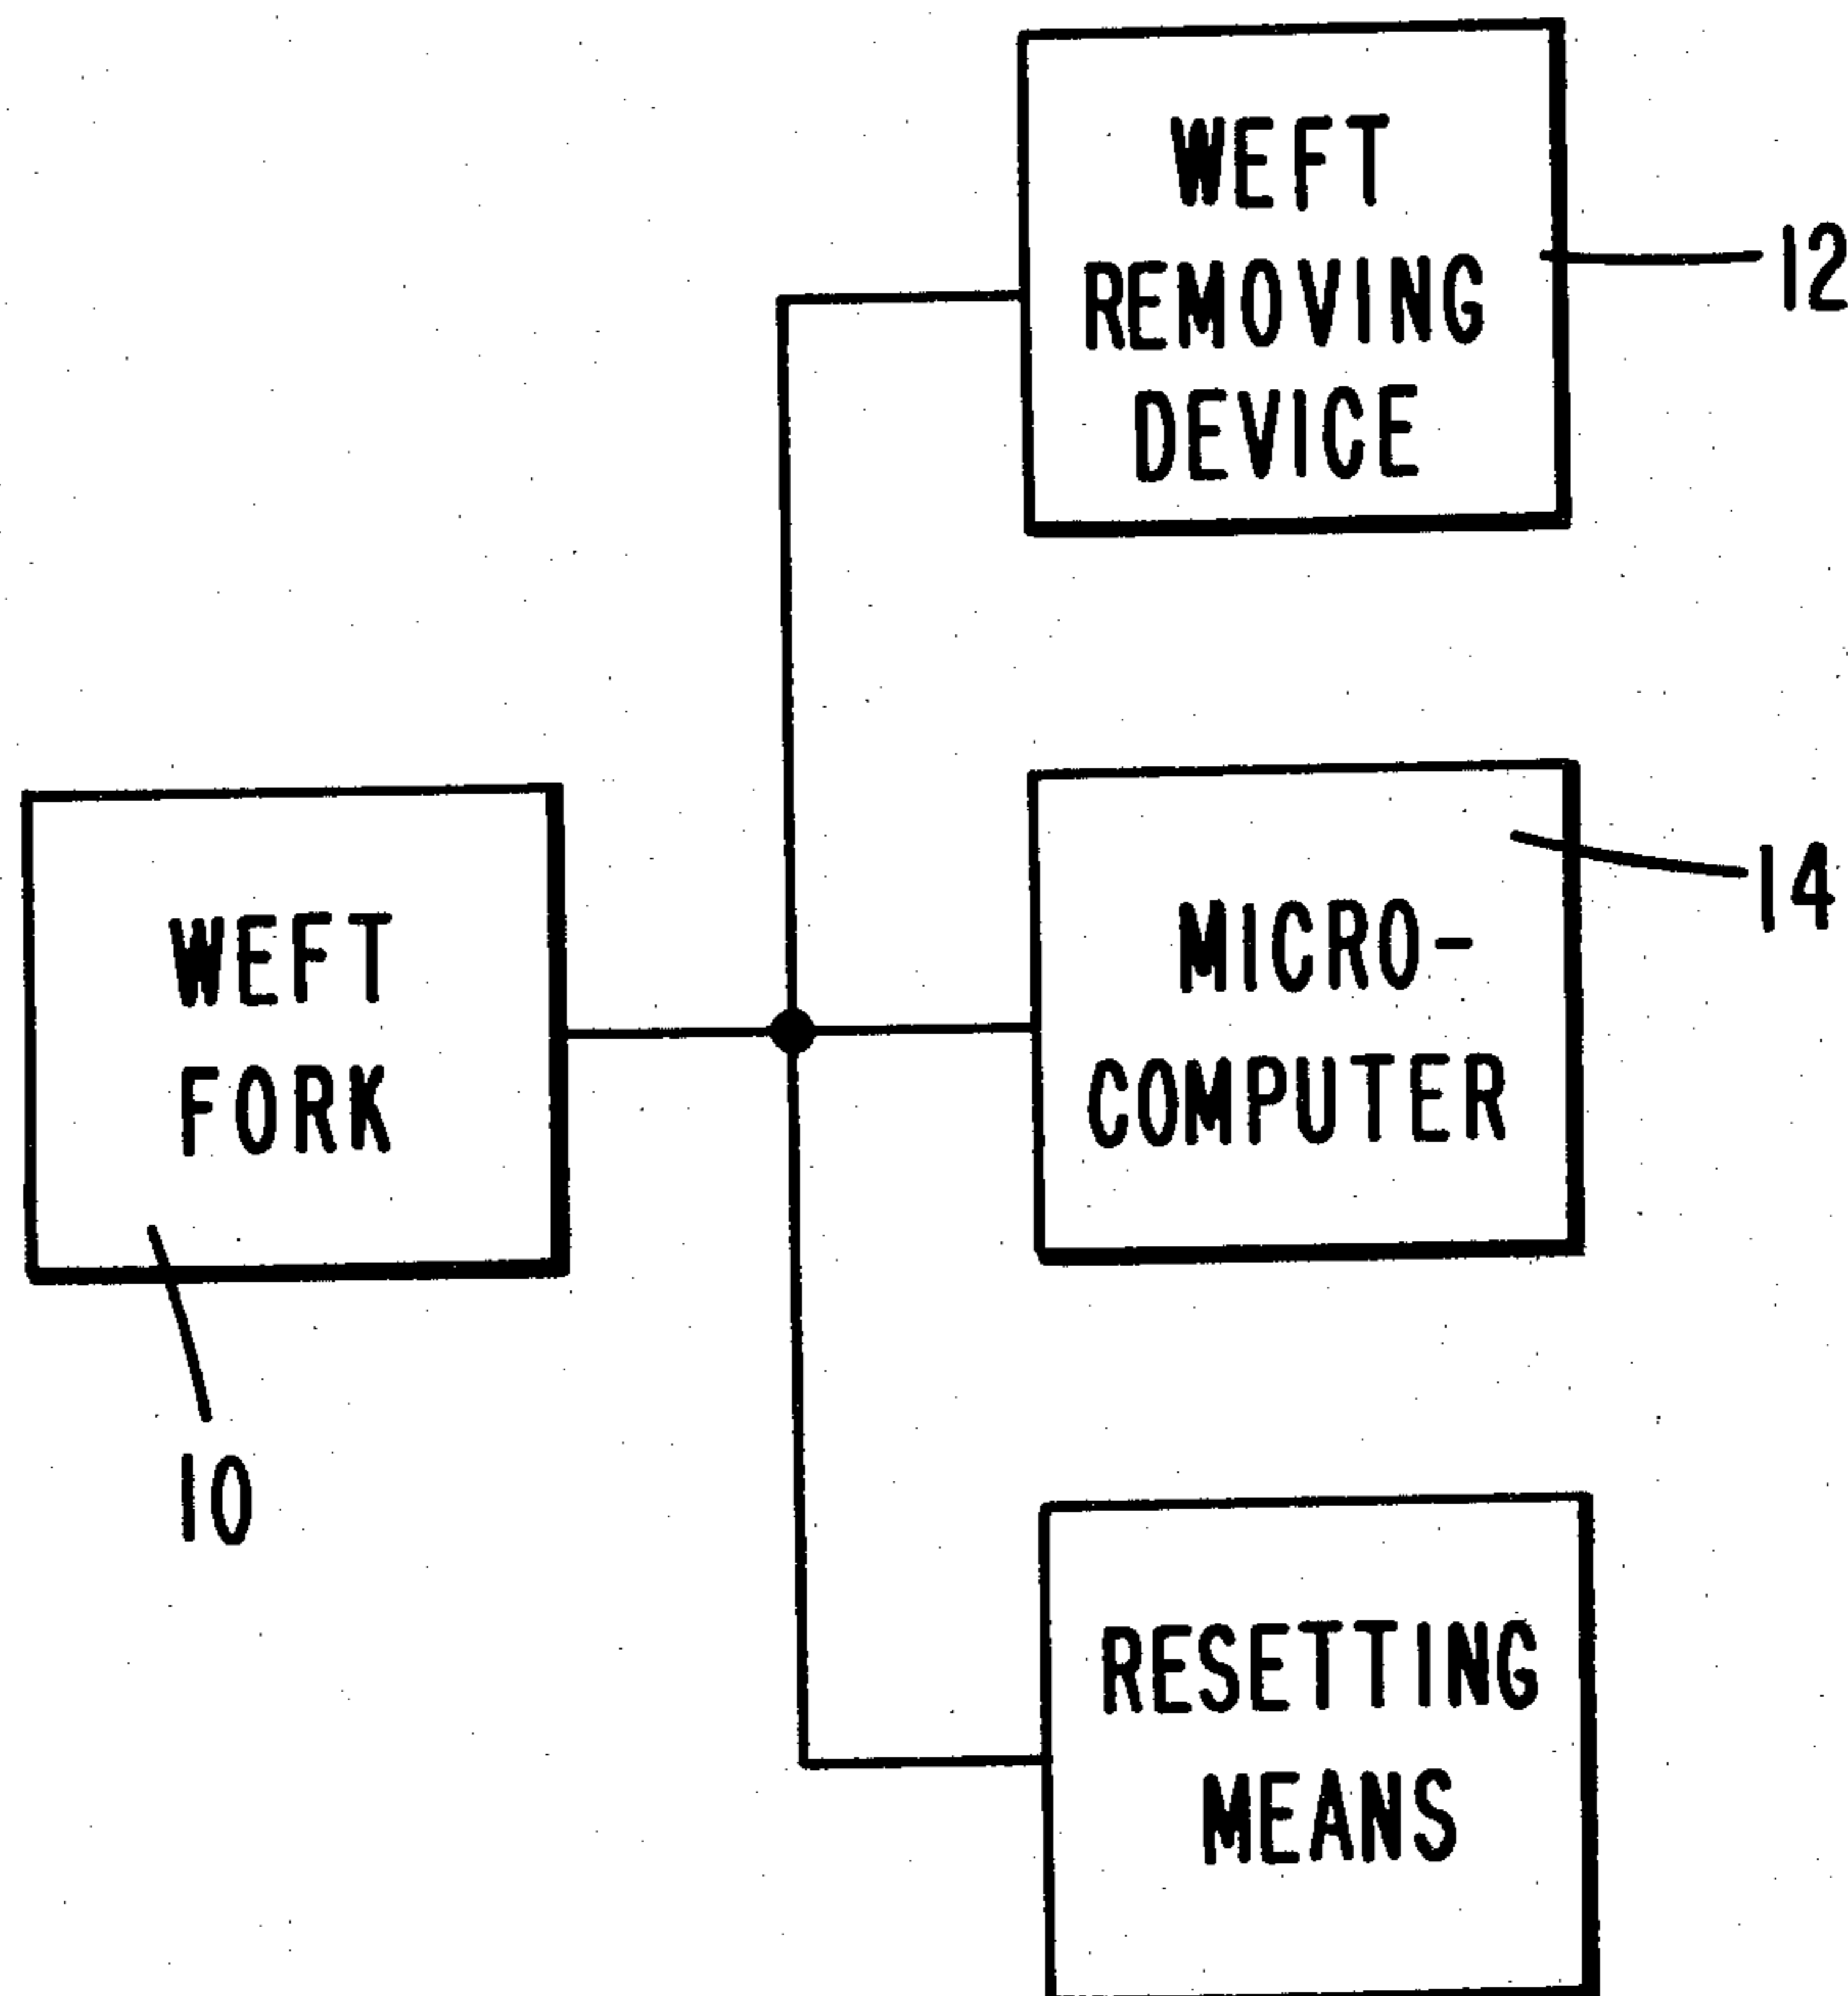 WEFT
REMOVING
DEVICE
12
MICRO-
COMPUTER
14
WEFT
FORK
10
RESETTING
MEANS